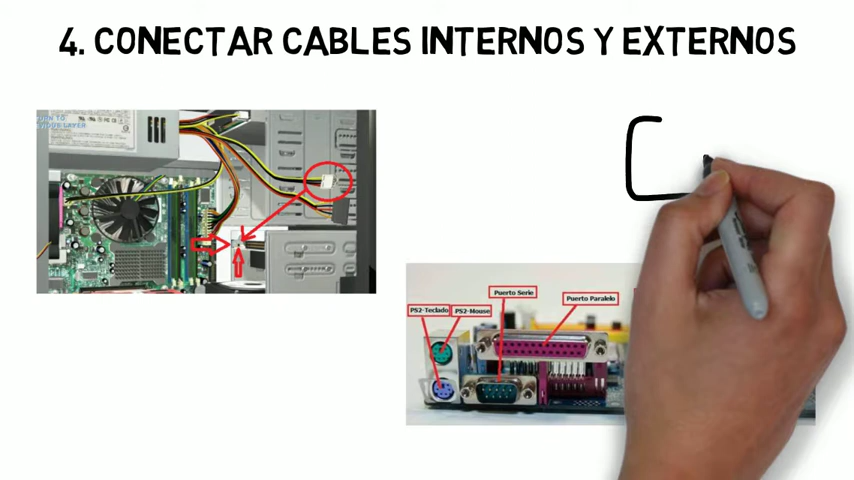 4. CONECTAR CABLES INTERNOS Y EXTERNOS
Puerto Serie
Puerto Paralelo
PS2-Teclado
PS2-Mouse